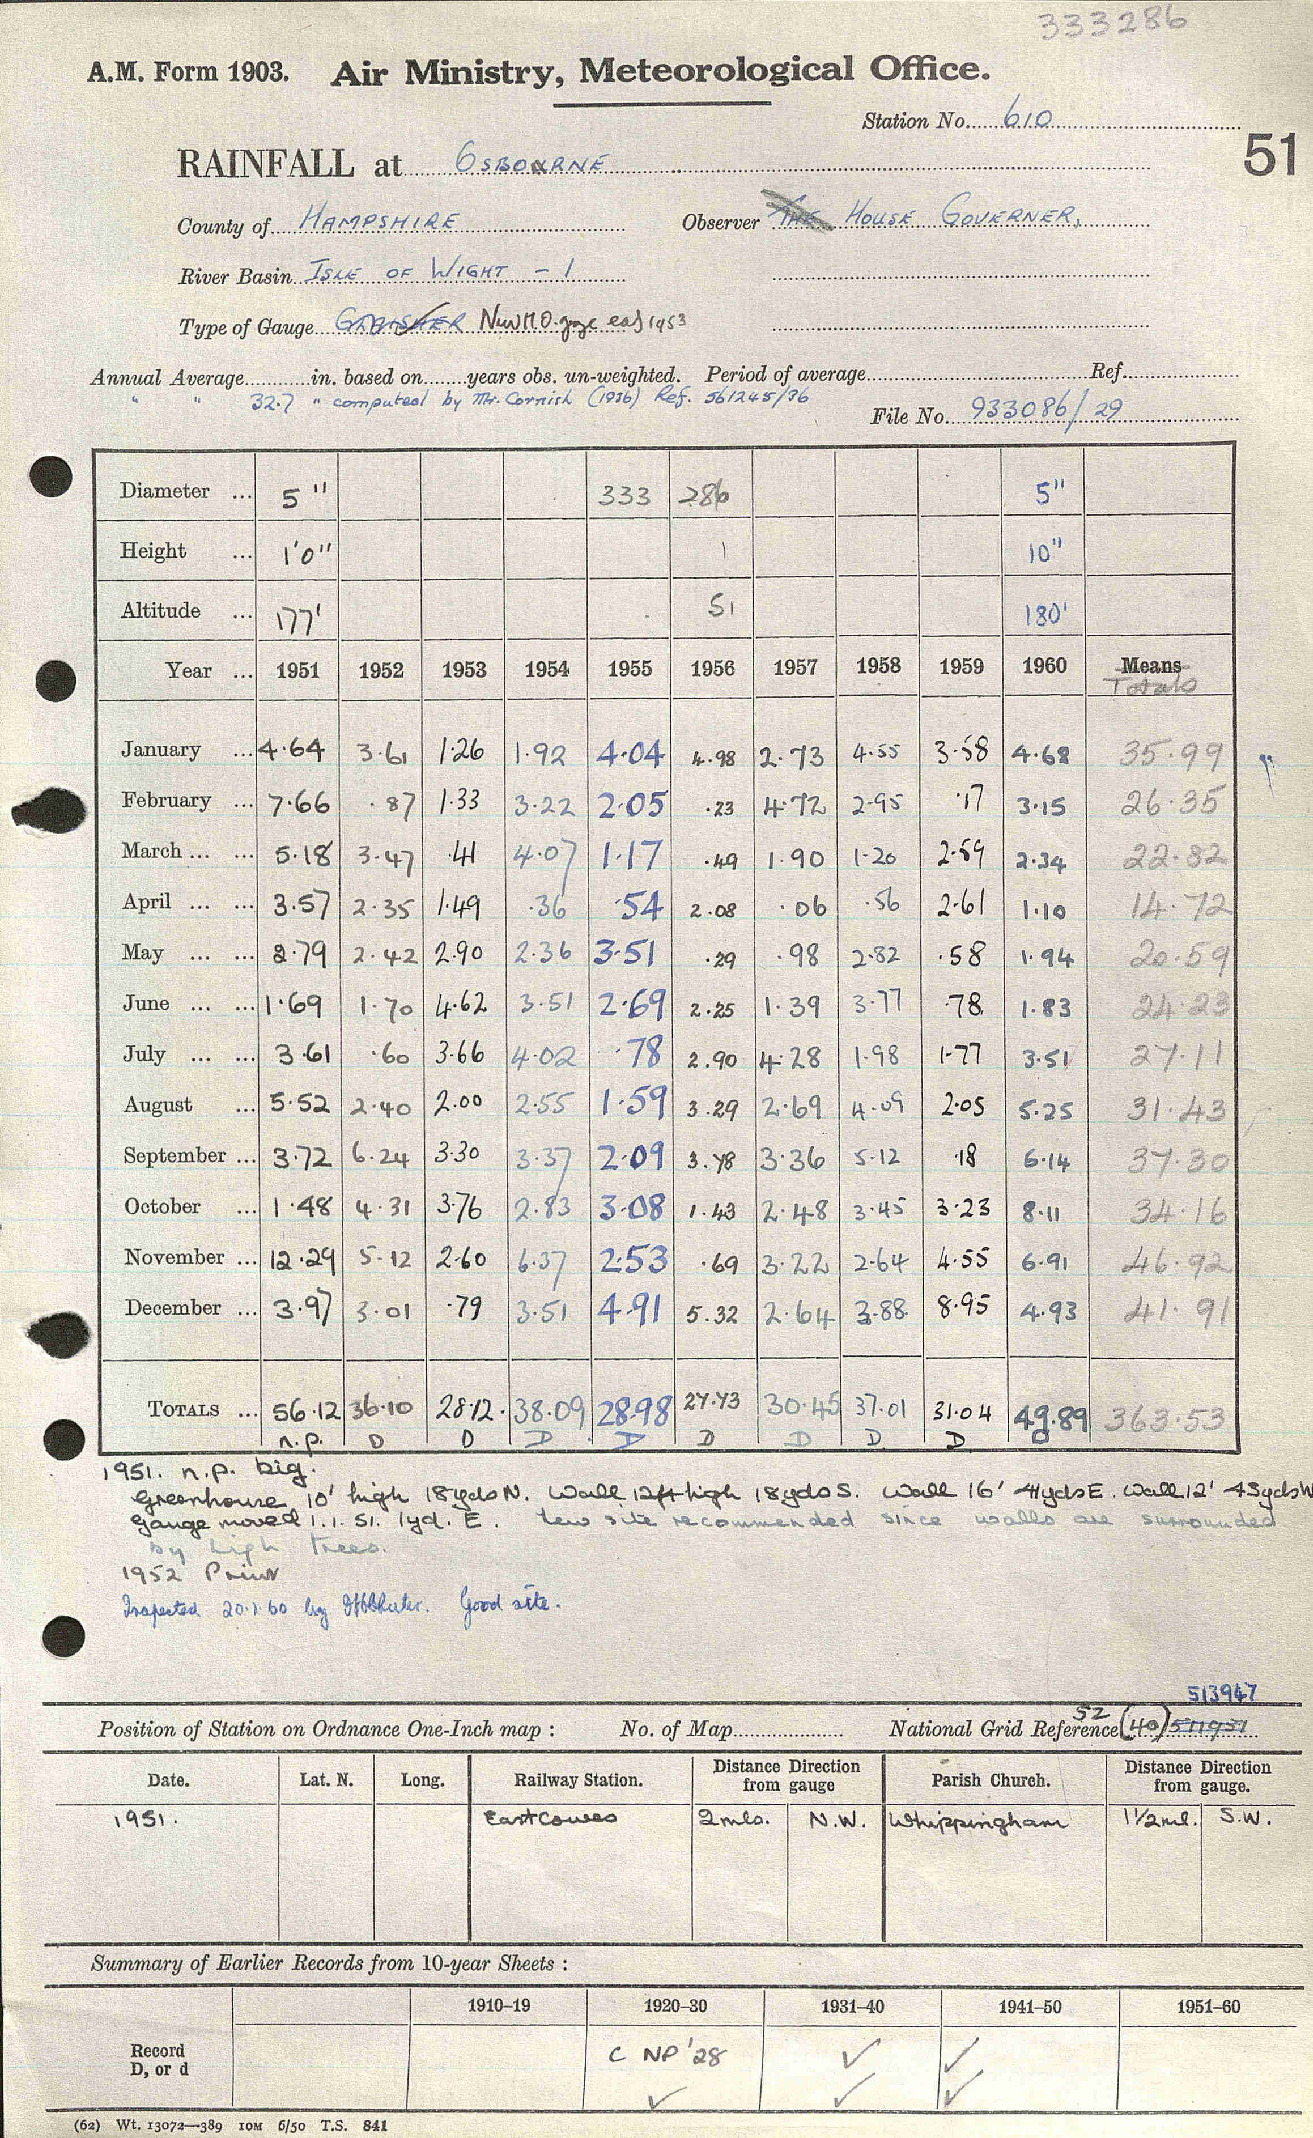 333286
A.M. Form 1903. Air Ministry, Meteorological Office.
Station No. 610
51
RAINFALL at OSBOURNE
County of HAMPSHIRE Observer THE HOUSE GOVERNER,
River Basin ISLE OF WIGHT - 1
Type of Gauge New M.O. gge 1953
Annual Average in. based on years obs. un-weighted. Period of average Ref.
" " 32.7 " computed by Mr. Cornish (1936) Ref. 561245/36
File No. 933086/29
Diameter ... 5" 333 286 5"
Height ... 1'0" 1 10"
Altitude ... 177' 51 180'
Year ... 1951 1952 1953 1954 1955 1956 1957 1958 1959 1960 Means
Totals
January ... 4.64 3.61 1.26 1.92 4.04 4.98 2.73 4.55 3.58 4.68 35.99
February ... 7.66 .87 1.33 3.22 2.05 .23 4.72 2.95 .17 3.15 26.35
March ... ... 5.18 3.47 .41 4.07 1.17 .49 1.90 1.20 2.59 2.34 22.82
April ... ... 3.57 2.35 1.49 .36 .54 2.08 .06 .56 2.61 1.10 14.72
May ... ... 2.79 2.42 2.90 2.36 3.51 .29 .98 2.82 .58 1.94 20.59
June ... ... 1.69 1.70 4.62 3.51 2.69 2.25 1.39 3.77 .78 1.83 24.23
July ... ... 3.61 .60 3.66 4.02 .78 2.90 4.28 1.98 1.77 3.51 27.11
August ... 5.52 2.40 2.00 2.55 1.59 3.29 2.69 4.09 2.05 5.25 31.43
September ... 3.72 6.24 3.30 3.37 2.09 3.78 3.36 5.12 .18 6.14 37.30
October ... 1.48 4.31 3.76 2.83 3.08 1.43 2.48 3.45 3.23 8.11 34.16
November ... 12.29 5.12 2.60 6.37 2.53 .69 3.22 2.64 4.55 6.91 46.92
December ... 3.97 3.01 .79 3.51 4.91 5.32 2.64 3.88 8.95 4.93 41.91
TOTALS ... 56.12 36.10 28.12 38.09 28.98 27.73 30.45 37.01 31.04 49.89 363.53
n.p. D D D D D D D D D
1951. n.p. big.
Greenhouse 10' high 18yds N. Wall 12ft high 18yds S. Wall 16' 41yds E. Wall 12' 43yds W
Gauge moved 1.1.51. 1yd. E. New site recommended since walls are surrounded
by high trees.
1952 Print
Inspected 20.1.60 by Good site.
513947
Position of Station on Ordnance One-Inch map : No. of Map National Grid Reference (40) 511951
52
Date. Lat. N. Long. Railway Station. Distance Direction from gauge Parish Church. Distance Direction from gauge.
1951. East Cowes 2mls. N.W. Whippingham 1½ml. S.W.
Summary of Earlier Records from 10-year Sheets :
1910–19 1920–30 1931–40 1941–50 1951–60
Record C NP '28 ✓ ✓
D, or d ✓ ✓ ✓
(62) Wt. 13072—389 10M 6/50 T.S. 841